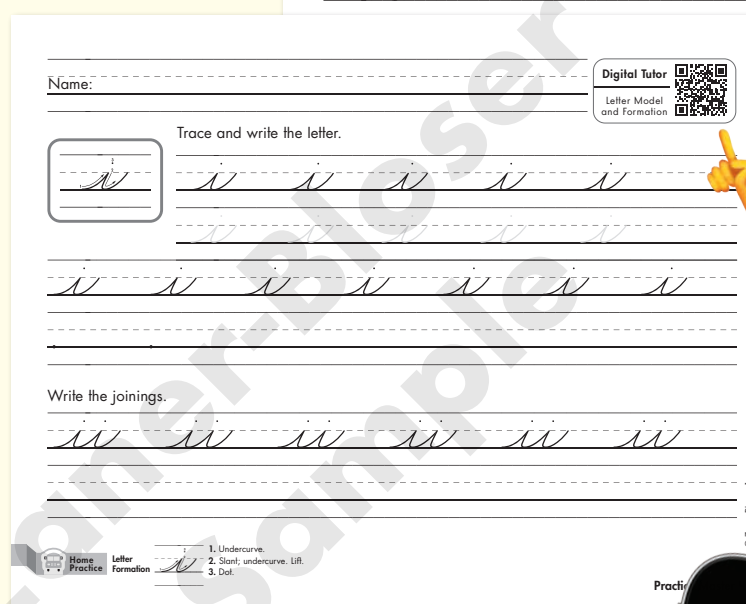 Name:
Digital Tutor
Letter Model
and Formation
Trace and write the letter.
i
i i i i i
i i i i i
i i i i i i i
Write the joinings.
ii ii ii ii ii ii
Home
Practice
Letter
Formation
i
1. Undercurve.
2. Slant; undercurve. Lift.
3. Dot.
Zaner-Bloser
Sample